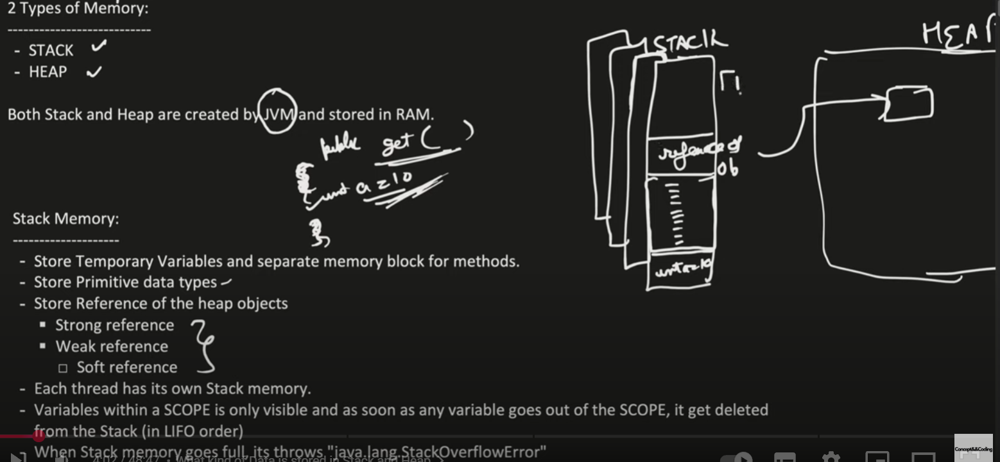 2 Types of Memory:
---------------------------
- STACK
- HEAP
Both Stack and Heap are created by JVM and stored in RAM.
public get( )
{ int a = 10
}
Stack Memory:
--------------------
- Store Temporary Variables and separate memory block for methods.
- Store Primitive data types
- Store Reference of the heap objects
▪ Strong reference
▪ Weak reference
□ Soft reference
- Each thread has its own Stack memory.
- Variables within a SCOPE is only visible and as soon as any variable goes out of the SCOPE, it get deleted
from the Stack (in LIFO order)
- When Stack memory goes full, its throws "java.lang.StackOverflowError"
STACK
T1
reference of
ob
int a = 10
HEAP
4:02 / 48:47 • What kind of Data is stored in Stack and Heap >
Concept&&Coding